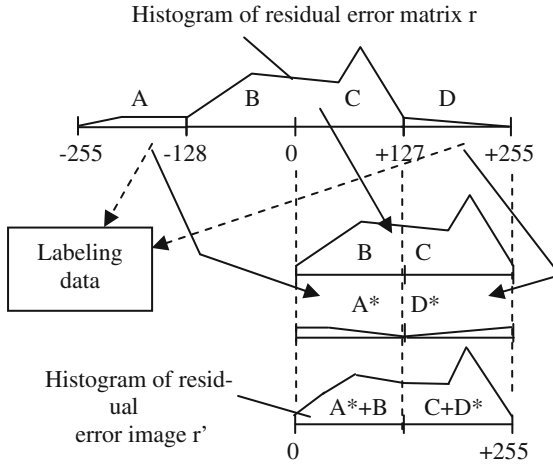 Histogram of residual error matrix r
A B C D
-255 -128 0 +127 +255
Labeling
data
B C
A* D*
Histogram of resid-
ual
error image r’
A*+B C+D*
0 +255